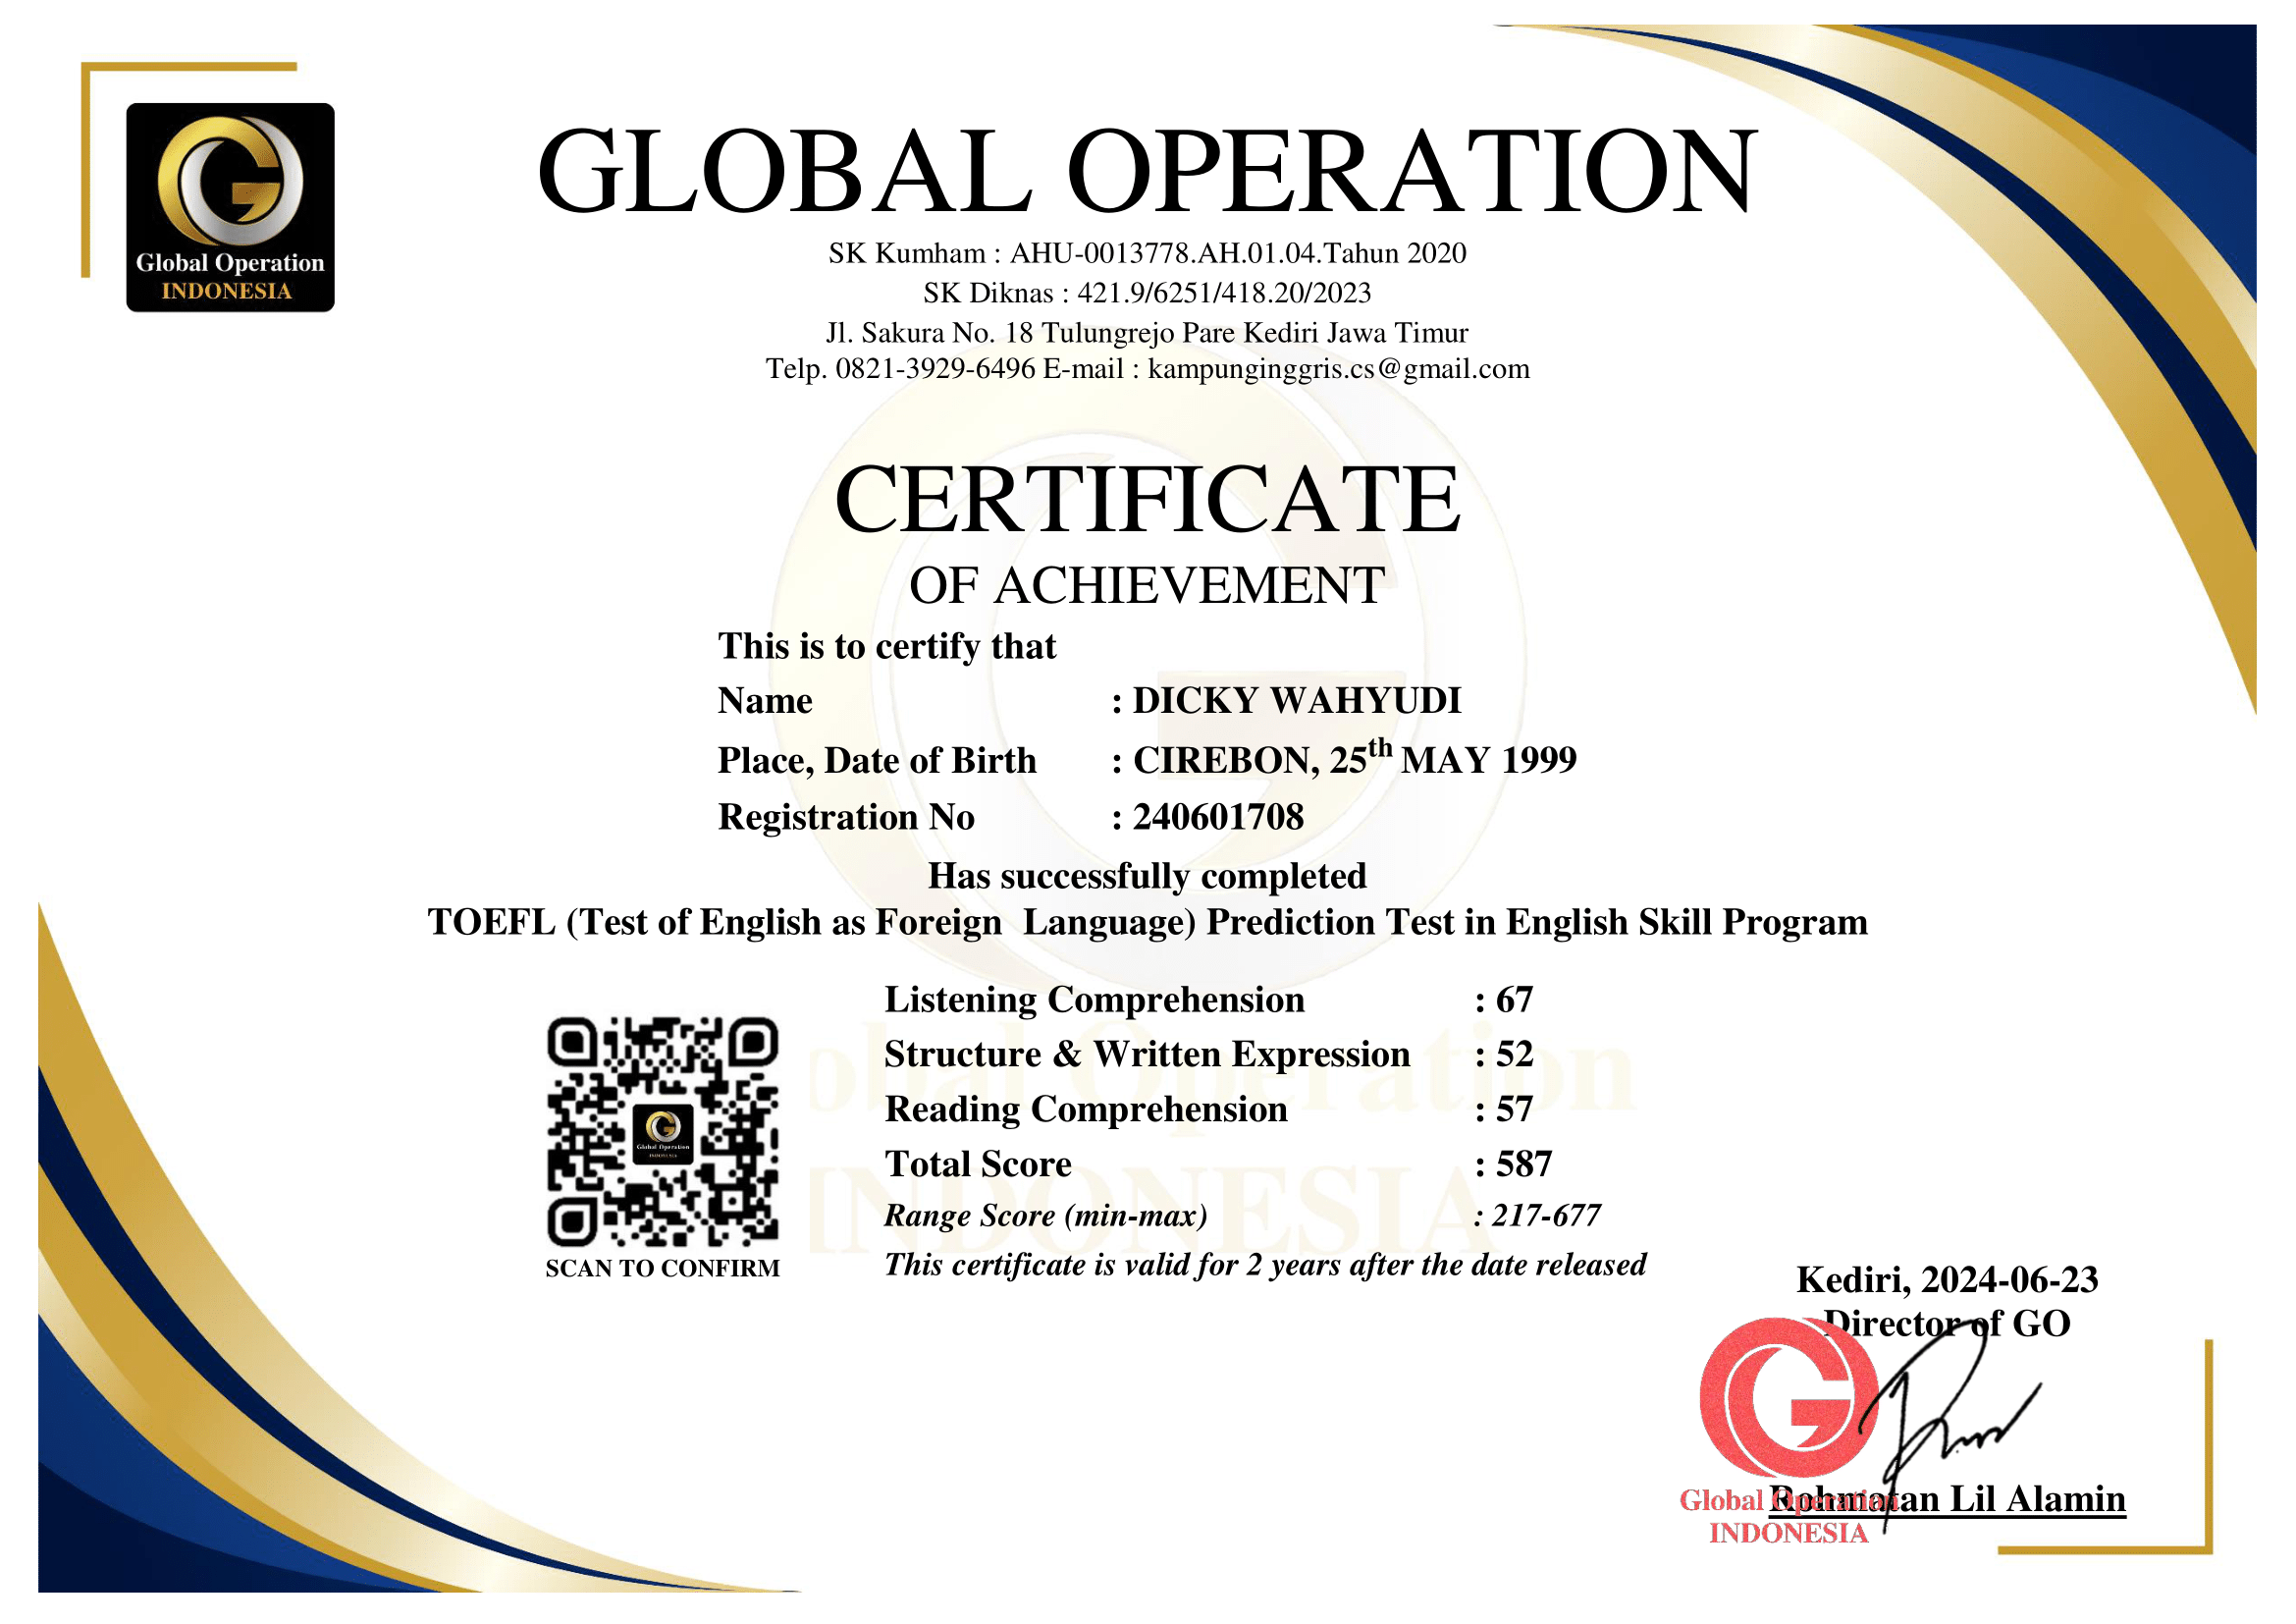 Global Operation
INDONESIA
GLOBAL OPERATION
SK Kumham : AHU-0013778.AH.01.04.Tahun 2020
SK Diknas : 421.9/6251/418.20/2023
Jl. Sakura No. 18 Tulungrejo Pare Kediri Jawa Timur
Telp. 0821-3929-6496 E-mail : kampunginggris.cs@gmail.com
CERTIFICATE
OF ACHIEVEMENT
This is to certify that
Name : DICKY WAHYUDI
Place, Date of Birth : CIREBON, 25th MAY 1999
Registration No : 240601708
Has successfully completed
TOEFL (Test of English as Foreign Language) Prediction Test in English Skill Program
Listening Comprehension : 67
Structure & Written Expression : 52
Reading Comprehension : 57
Total Score : 587
Range Score (min-max) : 217-677
This certificate is valid for 2 years after the date released
Global Operation
INDONESIA
SCAN TO CONFIRM
Kediri, 2024-06-23
Director of GO
Rohmatan Lil Alamin
Global Operation
INDONESIA